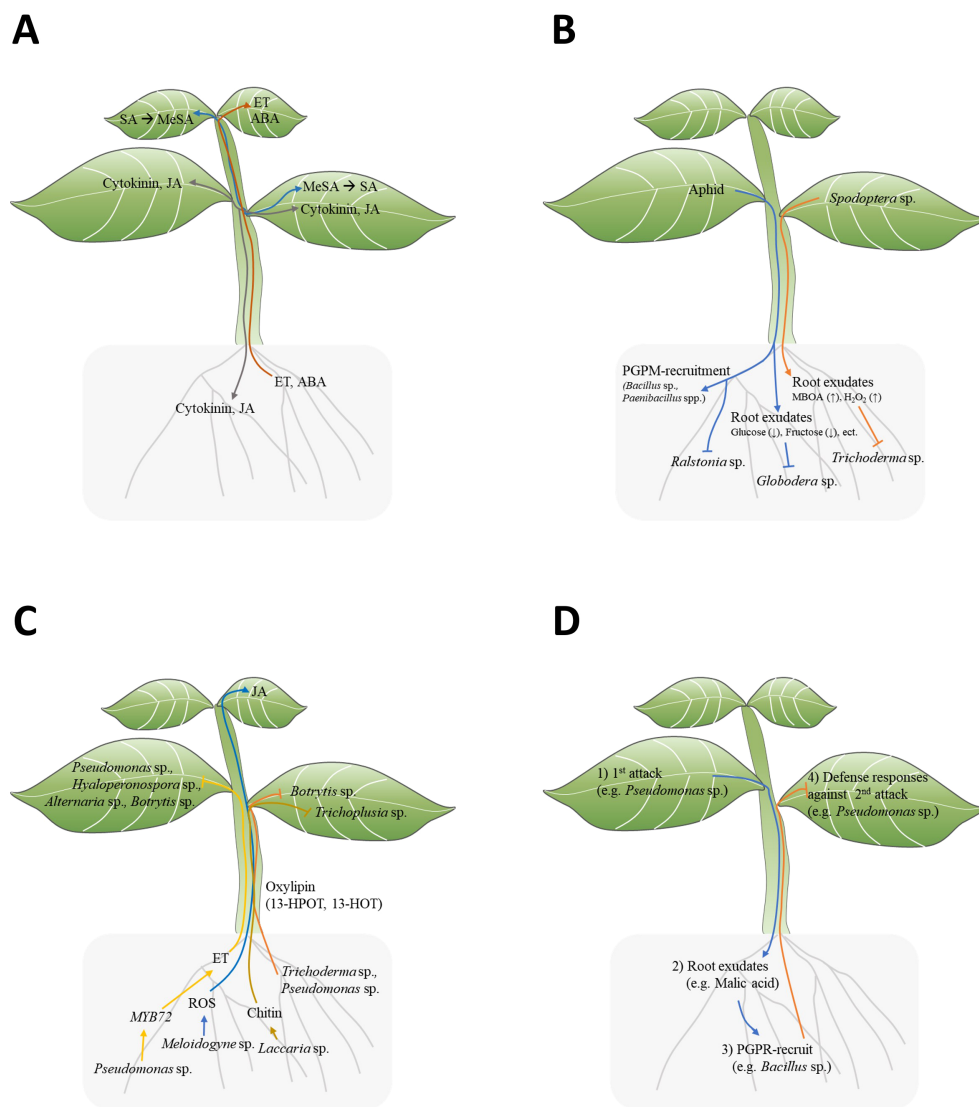 A
SA → MeSA
ET
ABA
Cytokinin, JA
MeSA → SA
Cytokinin, JA
ET, ABA
Cytokinin, JA
B
Aphid
Spodoptera sp.
PGPM-recruitment
(Bacillus sp.,
Paenibacillus spp.)
Root exudates
MBOA (↑), H₂O₂ (↑)
Root exudates
Glucose (↓), Fructose (↓), ect.
Ralstonia sp.
Trichoderma sp.
Globodera sp.
C
JA
Pseudomonas sp.,
Hyaloperonospora sp.,
Alternaria sp., Botrytis sp.
Botrytis sp.
Trichoplusia sp.
Oxylipin
(13-HPOT, 13-HOT)
ET
Trichoderma sp.,
Pseudomonas sp.
ROS
Chitin
MYB72
Meloidogyne sp.
Laccaria sp.
Pseudomonas sp.
D
1) 1st attack
(e.g. Pseudomonas sp.)
4) Defense responses
against 2nd attack
(e.g. Pseudomonas sp.)
2) Root exudates
(e.g. Malic acid)
3) PGPR-recruit
(e.g. Bacillus sp.)